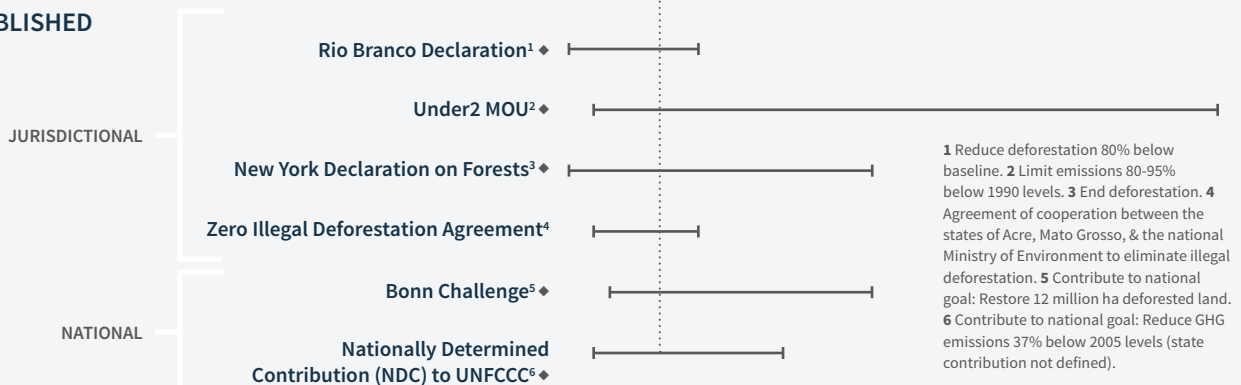 BLISHED
JURISDICTIONAL
Rio Branco Declaration¹ ◆
Under2 MOU² ◆
New York Declaration on Forests³ ◆
Zero Illegal Deforestation Agreement⁴
NATIONAL
Bonn Challenge⁵ ◆
Nationally Determined
Contribution (NDC) to UNFCCC⁶ ◆
1 Reduce deforestation 80% below
baseline. 2 Limit emissions 80-95%
below 1990 levels. 3 End deforestation. 4
Agreement of cooperation between the
states of Acre, Mato Grosso, & the national
Ministry of Environment to eliminate illegal
deforestation. 5 Contribute to national
goal: Restore 12 million ha deforested land.
6 Contribute to national goal: Reduce GHG
emissions 37% below 2005 levels (state
contribution not defined).